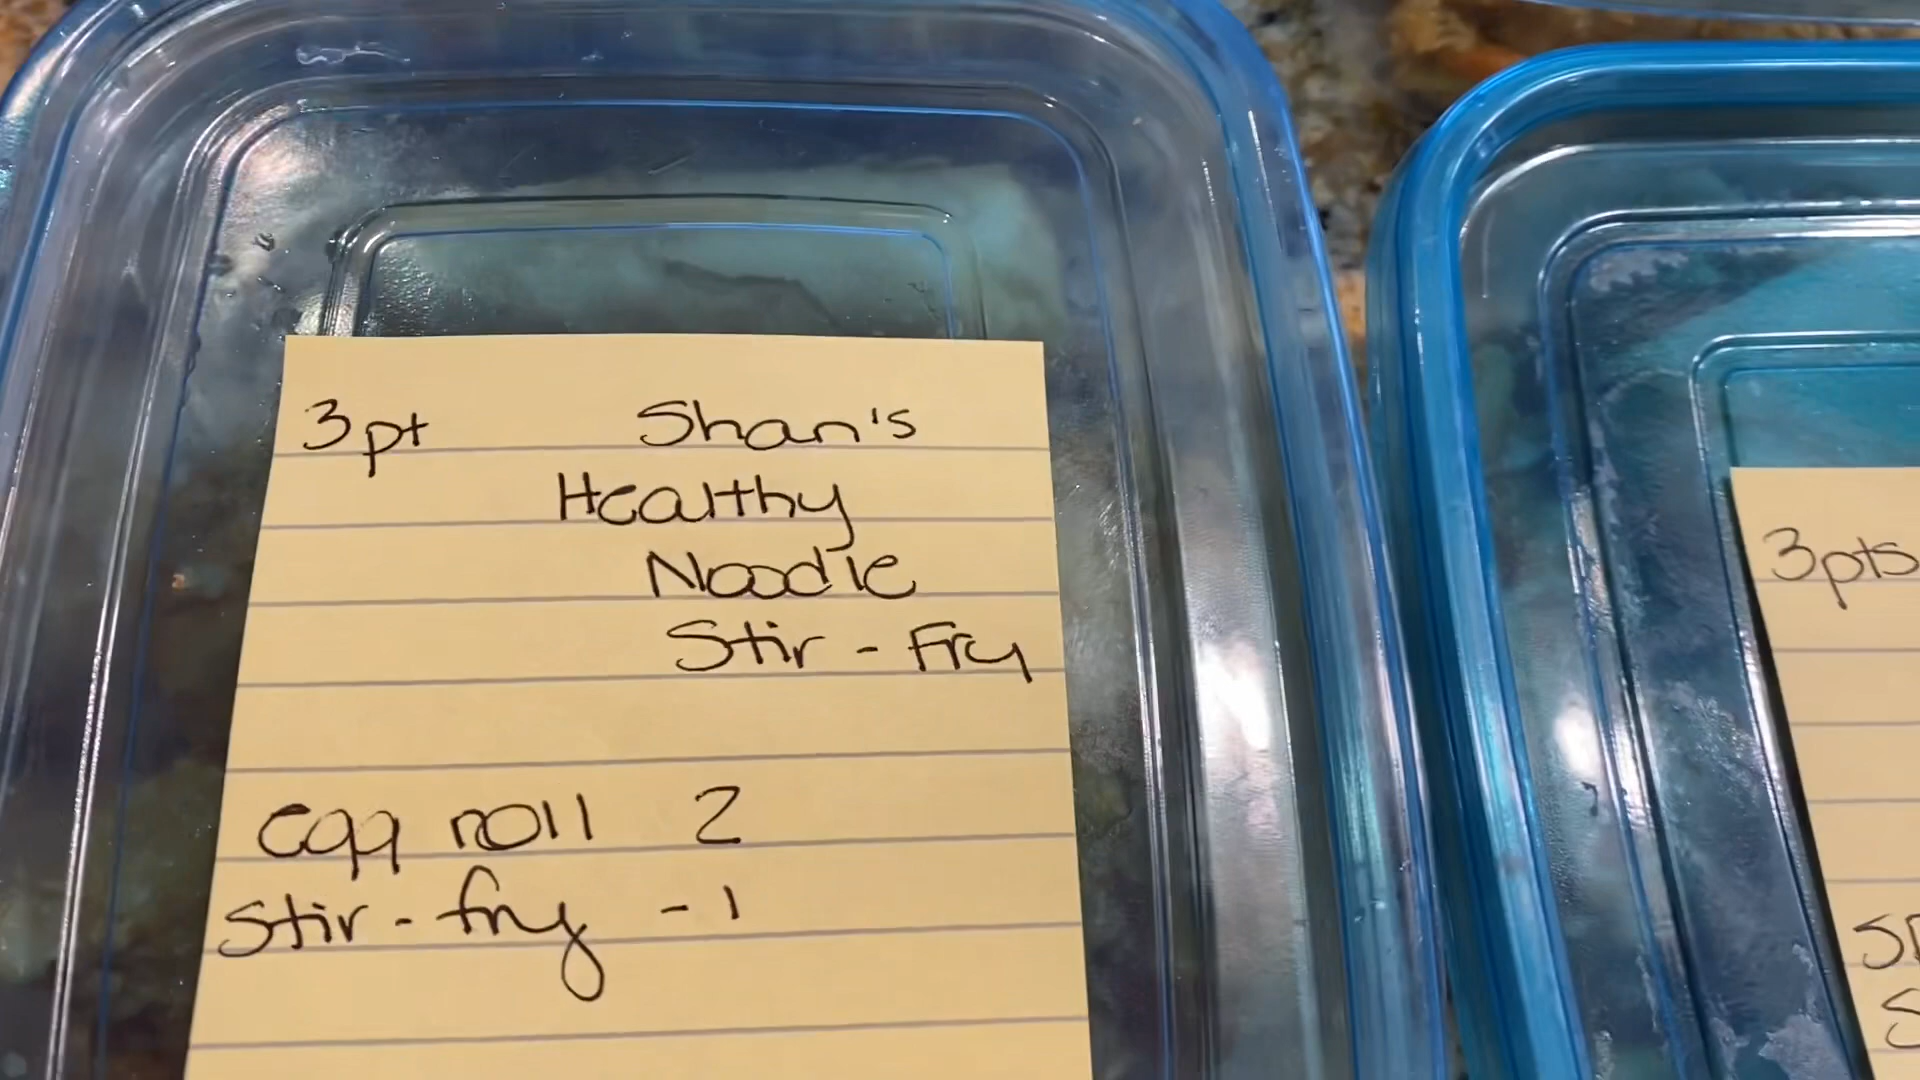 3pt Shan's
Healthy
Noodle
Stir - Fry
egg roll 2
Stir - fry - 1
3pts